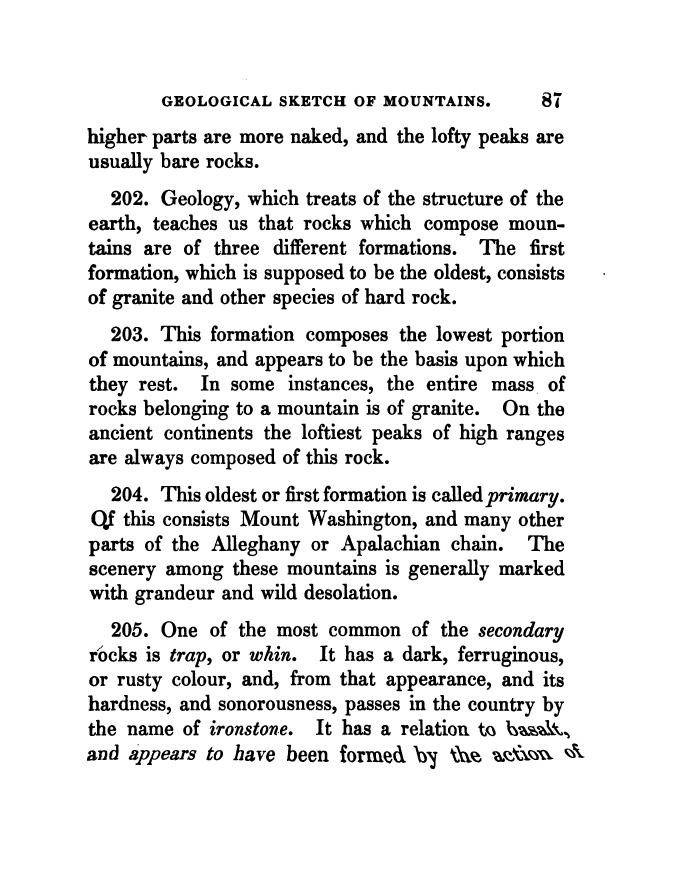 GEOLOGICAL SKETCH OF MOUNTAINS. 87
higher parts are more naked, and the lofty peaks are
usually bare rocks.
202. Geology, which treats of the structure of the
earth, teaches us that rocks which compose moun-
tains are of three different formations. The first
formation, which is supposed to be the oldest, consists
of granite and other species of hard rock.
203. This formation composes the lowest portion
of mountains, and appears to be the basis upon which
they rest. In some instances, the entire mass of
rocks belonging to a mountain is of granite. On the
ancient continents the loftiest peaks of high ranges
are always composed of this rock.
204. This oldest or first formation is called primary.
Of this consists Mount Washington, and many other
parts of the Alleghany or Apalachian chain. The
scenery among these mountains is generally marked
with grandeur and wild desolation.
205. One of the most common of the secondary
rocks is trap, or whin. It has a dark, ferruginous,
or rusty colour, and, from that appearance, and its
hardness, and sonorousness, passes in the country by
the name of ironstone. It has a relation to basalt,
and appears to have been formed by the action of